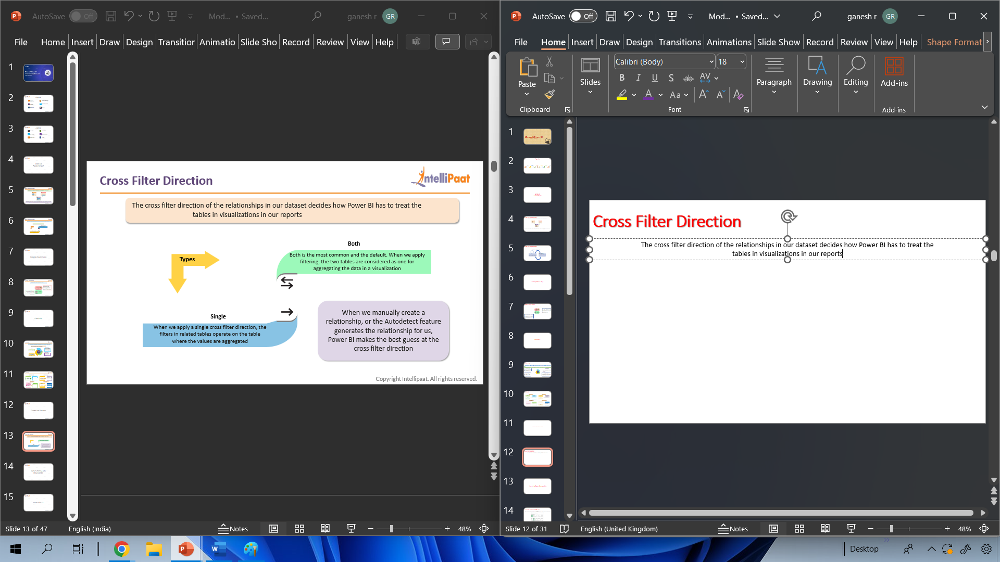 AutoSave Off Mod... • Saved... ganesh r GR
File Home Insert Draw Design Transitior Animatio Slide Sho Record Review View Help
1
2
3
4
5
6
7
8
9
10
11
12
13
14
15
Cross Filter Direction
IntelliPaat
The cross filter direction of the relationships in our dataset decides how Power BI has to treat the
tables in visualizations in our reports
Types
Both
Both is the most common and the default. When we apply
filtering, the two tables are considered as one for
aggregating the data in a visualization
Single
When we apply a single cross filter direction, the
filters in related tables operate on the table
where the values are aggregated
When we manually create a
relationship, or the Autodetect feature
generates the relationship for us,
Power BI makes the best guess at the
cross filter direction
Copyright Intellipaat. All rights reserved.
Slide 13 of 47 English (India) Notes 48%
AutoSave Off Mod... • Saved... ganesh r GR
File Home Insert Draw Design Transitions Animations Slide Show Record Review View Help Shape Format
Paste
Clipboard
Slides
Calibri (Body) 18
B I U S ab AV
A Aa A A A
Font
Paragraph
Drawing
Editing
Add-ins
Add-ins
1
Microsoft Power BI
2
3
4
5
6
7
8
9
10
11
12
13
14
Cross Filter Direction
The cross filter direction of the relationships in our dataset decides how Power BI has to treat the
tables in visualizations in our reports
Slide 12 of 31 English (United Kingdom) Notes 48%
Desktop